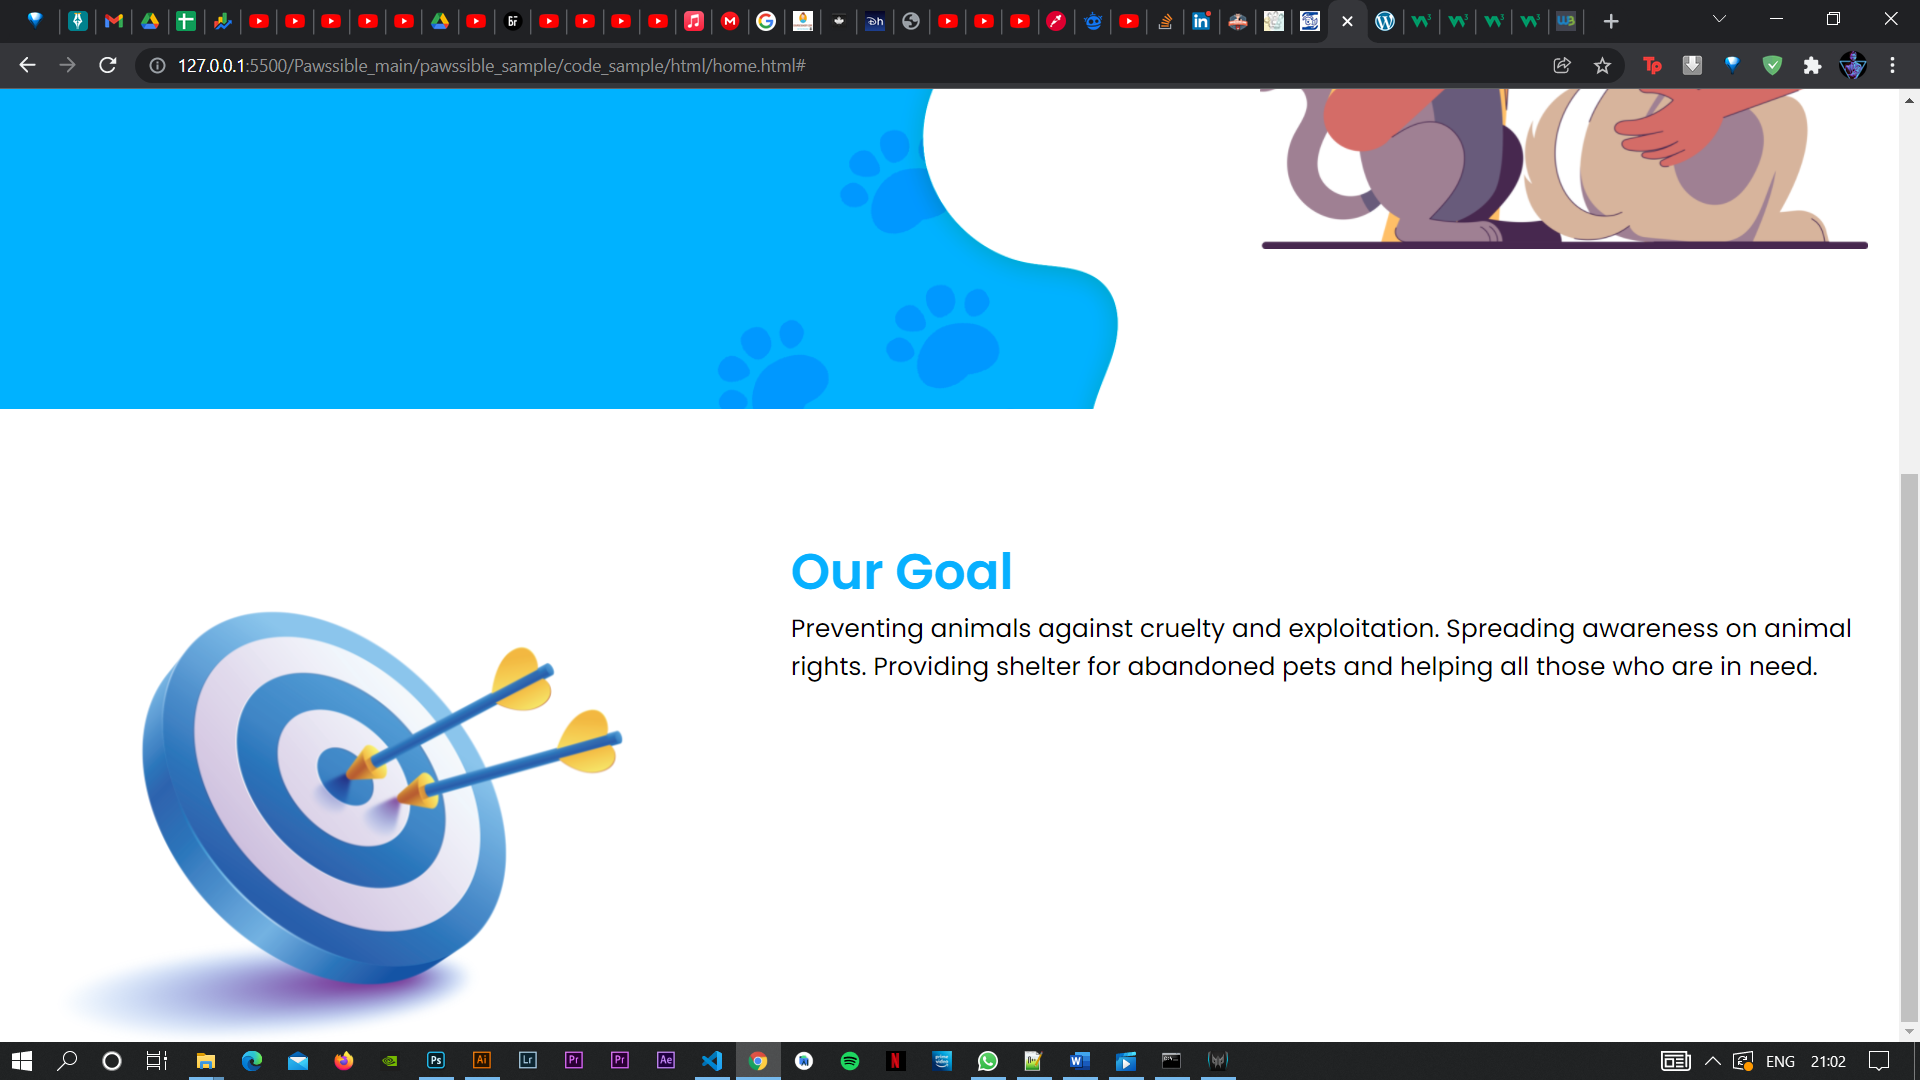 127.0.0.1:5500/Pawssible_main/pawssible_sample/code_sample/html/home.html#
Our Goal
Preventing animals against cruelty and exploitation. Spreading awareness on animal
rights. Providing shelter for abandoned pets and helping all those who are in need.
ENG 21:02